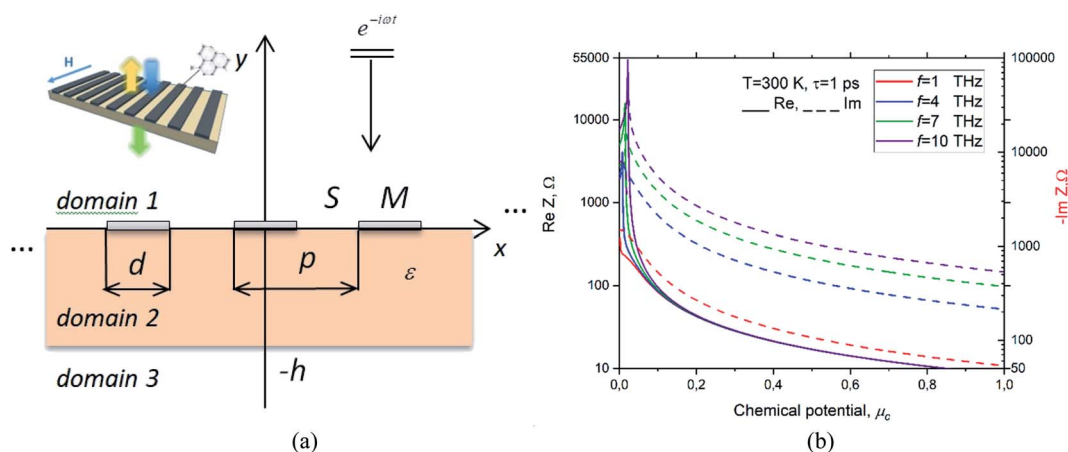 e^{-iωt}
H
y
domain 1
S M
...
...
x
d
p
ε
domain 2
-h
domain 3
(a)
55000
10000
1000
100
10
Re Z, Ω
T=300 K, τ=1 ps
Re, Im
f=1 THz
f=4 THz
f=7 THz
f=10 THz
100000
10000
1000
100
50
-Im Z,Ω
0,0 0,2 0,4 0,6 0,8 1,0
Chemical potential, μ_c
(b)